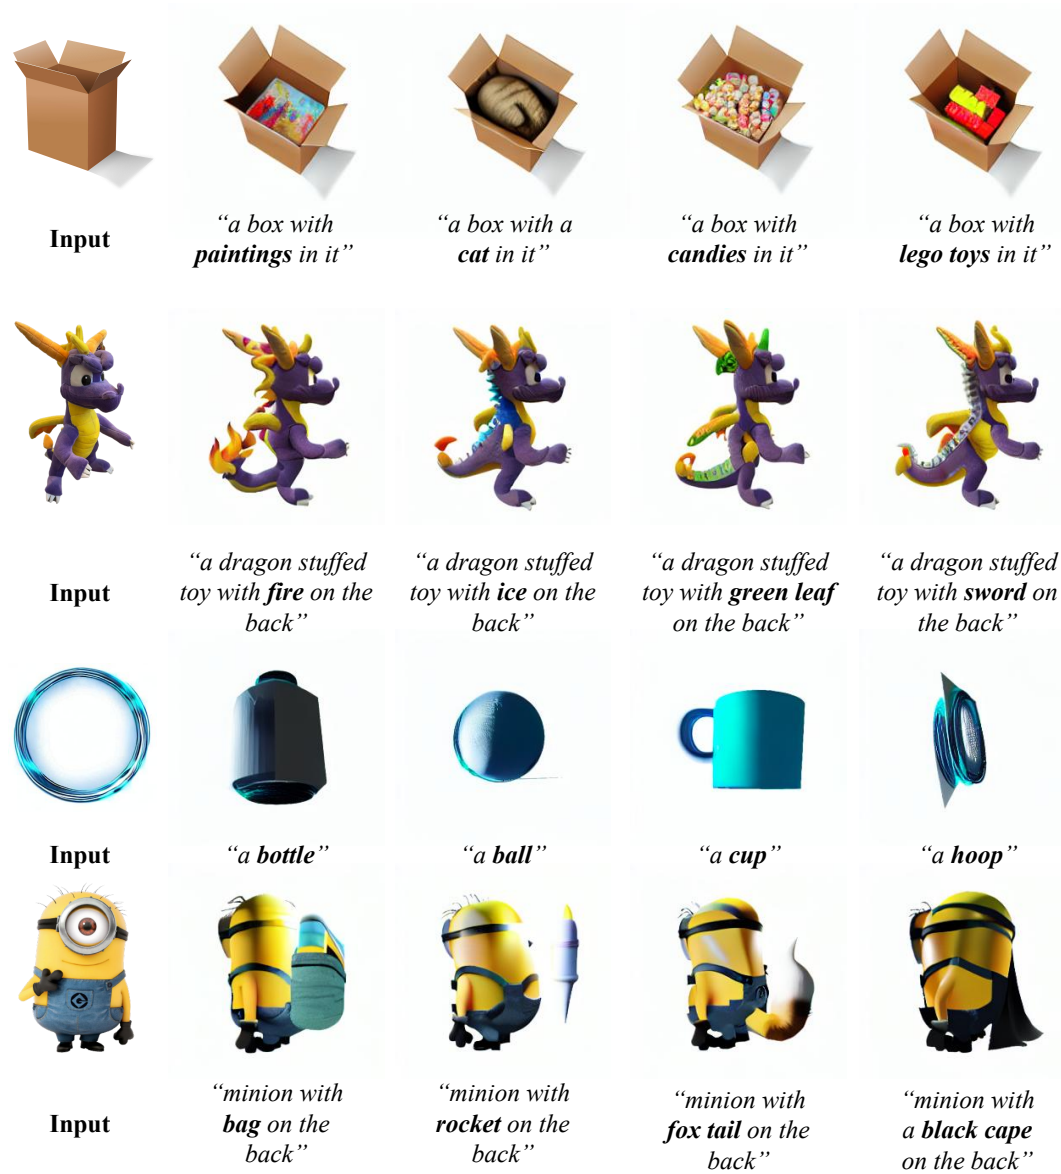 Input
“a box with
paintings in it”
“a box with a
cat in it”
“a box with
candies in it”
“a box with
lego toys in it”
Input
“a dragon stuffed
toy with fire on the
back”
“a dragon stuffed
toy with ice on the
back”
“a dragon stuffed
toy with green leaf
on the back”
“a dragon stuffed
toy with sword on
the back”
Input
“a bottle”
“a ball”
“a cup”
“a hoop”
Input
“minion with
bag on the
back”
“minion with
rocket on the
back”
“minion with
fox tail on the
back”
“minion with
a black cape
on the back”